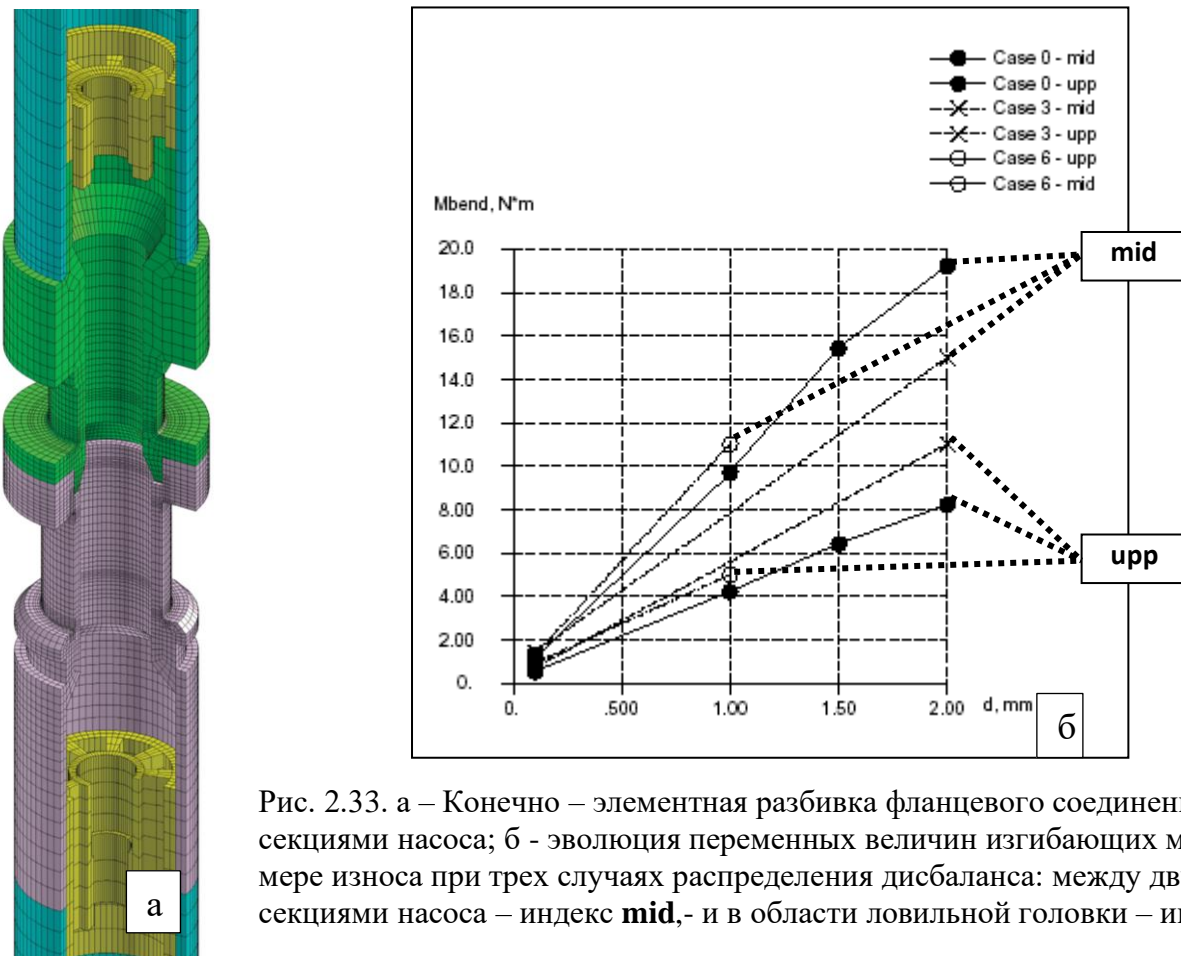 Case 0 - mid
Case 0 - upp
Case 3 - mid
Case 3 - upp
Case 6 - upp
Case 6 - mid
Mbend, N*m
20.0
18.0
16.0
14.0
12.0
10.0
8.00
6.00
4.00
2.00
0.
0. .500 1.00 1.50 2.00 d, mm
mid
upp
б
а
Рис. 2.33. а – Конечно – элементная разбивка фланцевого
секциями насоса; б - эволюция переменных величин изгибающих
мере износа при трех случаях распределения дисбаланса: между
секциями насоса – индекс mid,- и в области ловильной головки –